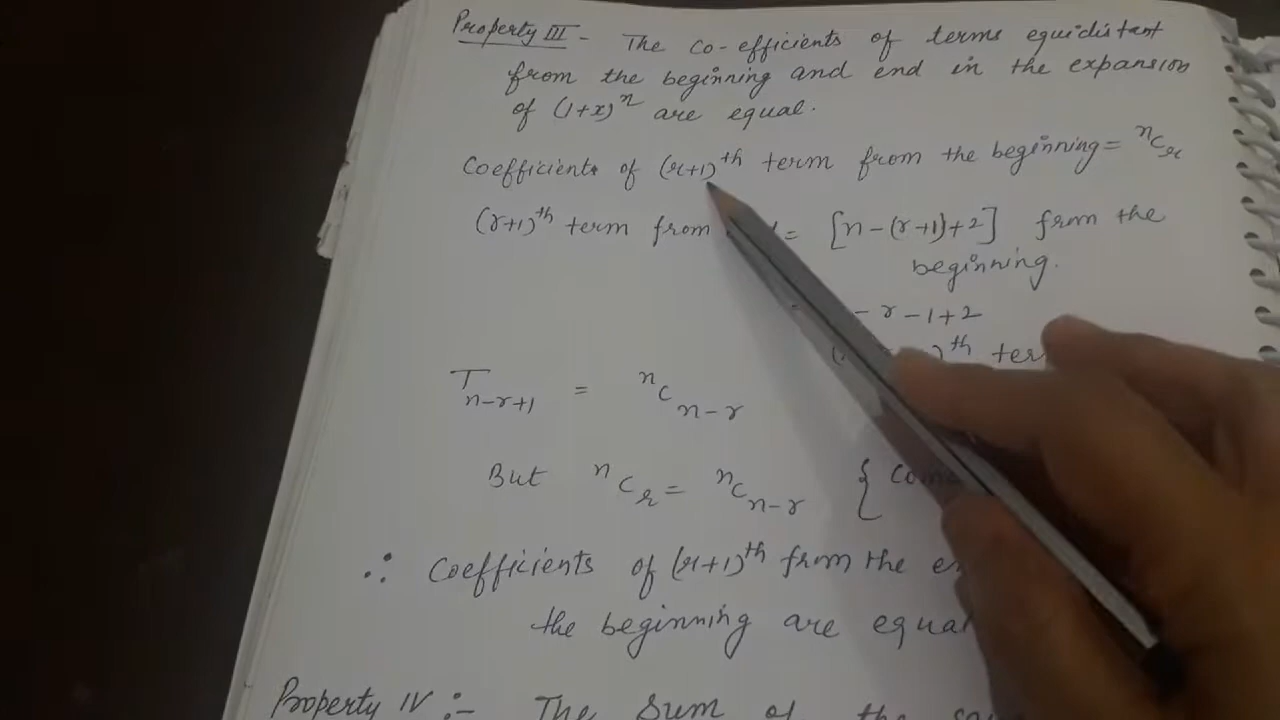 Property III - The co-efficients of terms equidistant
from the beginning and end in the expansion
of (1+x)ⁿ are equal.
Coefficients of (r+1)ᵗʰ term from the beginning = ⁿCᵣ
(r+1)ᵗʰ term from = [n-(r+1)+2] from the
beginning.
- r - 1 + 2
)ᵗʰ
Tₙ₋ᵣ₊₁ = ⁿCₙ₋ᵣ
But ⁿCᵣ = ⁿCₙ₋ᵣ {
∴ Coefficients of (r+1)ᵗʰ from the
the beginning are
Property IV :- The sum of the